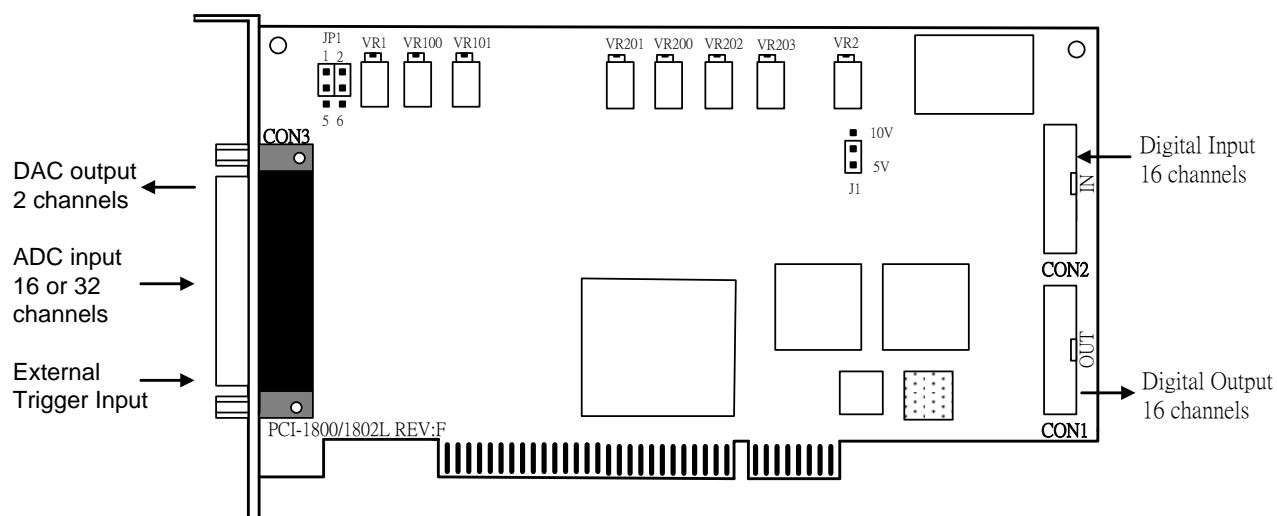 JP1
1 2
5 6
VR1
VR100
VR101
VR201
VR200
VR202
VR203
VR2
10V
5V
J1
CON3
DAC output
2 channels
ADC input
16 or 32
channels
External
Trigger Input
Digital Input
16 channels
IN
CON2
OUT
Digital Output
16 channels
CON1
PCI-1800/1802L REV:F